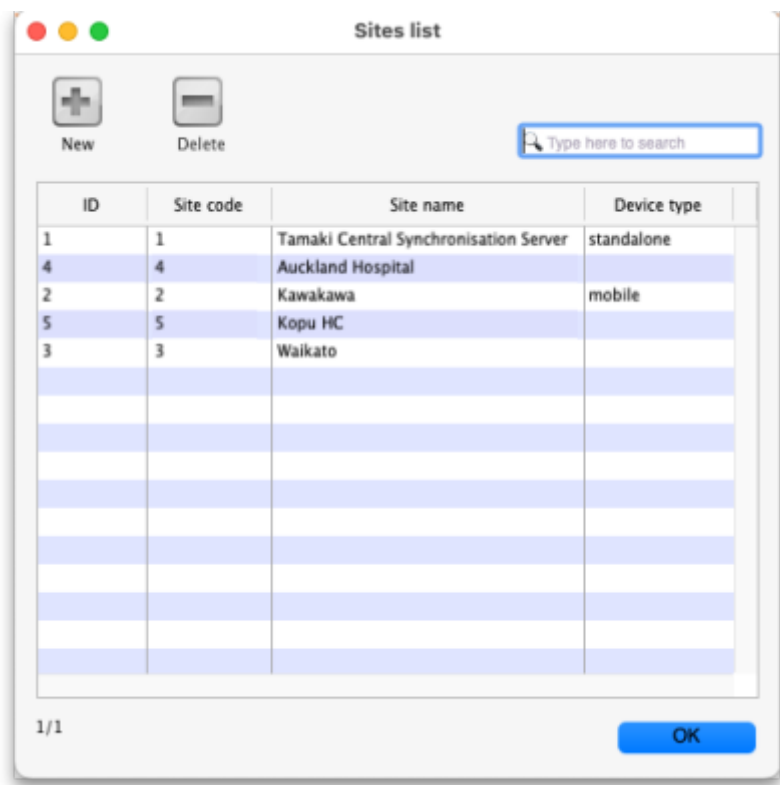 Sites list
New Delete
Type here to search
ID Site code Site name Device type
1 1 Tamaki Central Synchronisation Server standalone
4 4 Auckland Hospital
2 2 Kawakawa mobile
5 5 Kopu HC
3 3 Waikato
1/1
OK